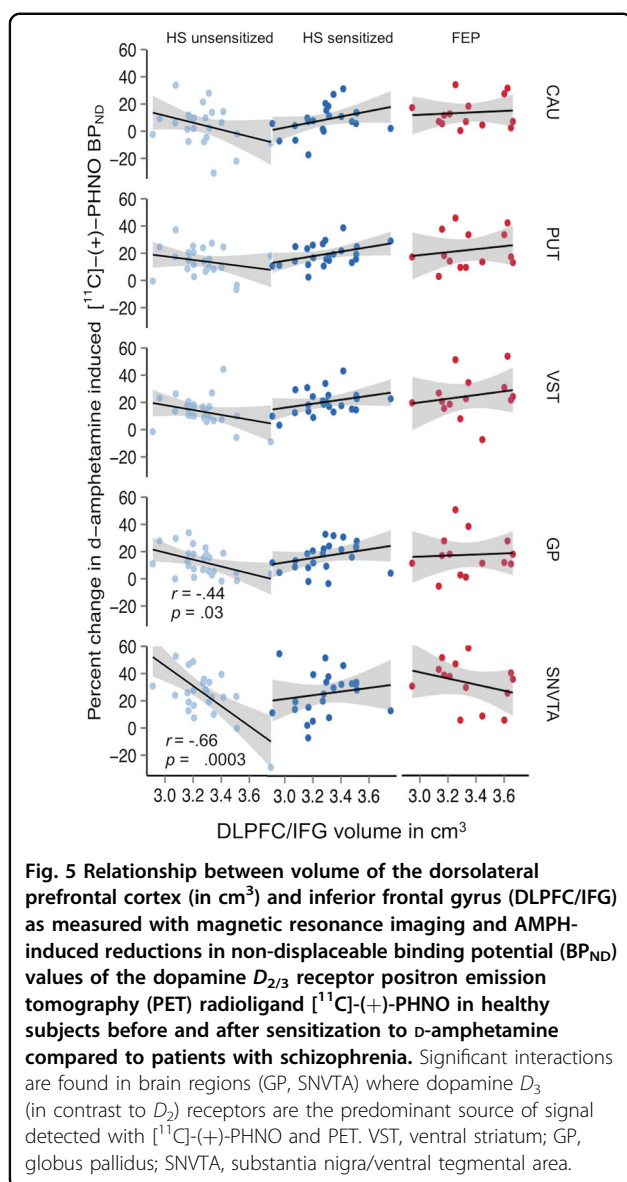 HS unsensitized HS sensitized FEP
Percent change in d–amphetamine induced [¹¹C]–(+)–PHNO BP_ND
60
40
20
0
−20
CAU
60
40
20
0
−20
PUT
60
40
20
0
−20
VST
60
40
20
0
−20
r = -.44
p = .03
GP
60
40
20
0
−20
r = -.66
p = .0003
SNVTA
3.0 3.2 3.4 3.6 3.0 3.2 3.4 3.6 3.0 3.2 3.4 3.6
DLPFC/IFG volume in cm³
Fig. 5 Relationship between volume of the dorsolateral
prefrontal cortex (in cm³) and inferior frontal gyrus (DLPFC/IFG)
as measured with magnetic resonance imaging and AMPH-
induced reductions in non-displaceable binding potential (BP_ND)
values of the dopamine D_2/3 receptor positron emission
tomography (PET) radioligand [¹¹C]-(+)-PHNO in healthy
subjects before and after sensitization to D-amphetamine
compared to patients with schizophrenia. Significant interactions
are found in brain regions (GP, SNVTA) where dopamine D_3
(in contrast to D_2) receptors are the predominant source of signal
detected with [¹¹C]-(+)-PHNO and PET. VST, ventral striatum; GP,
globus pallidus; SNVTA, substantia nigra/ventral tegmental area.